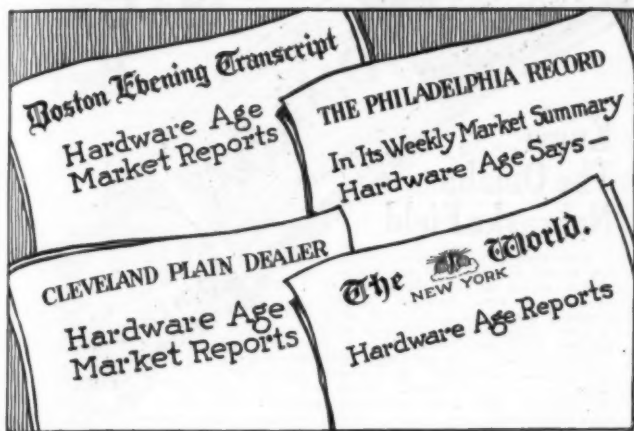 Boston Evening Transcript
Hardware Age
Market Reports
THE PHILADELPHIA RECORD
In Its Weekly Market Summary
Hardware Age Says—
CLEVELAND PLAIN DEALER
Hardware Age
Market Reports
The World.
NEW YORK
Hardware Age Reports